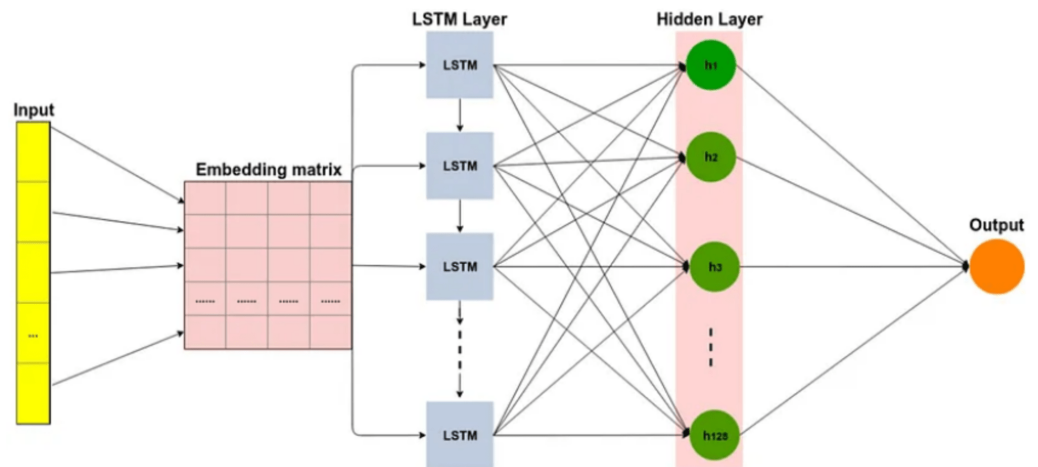 LSTM Layer
Hidden Layer
LSTM
h1
Input
LSTM
h2
Embedding matrix
Output
LSTM
h3
...... ...... ...... ......
...
LSTM
h128